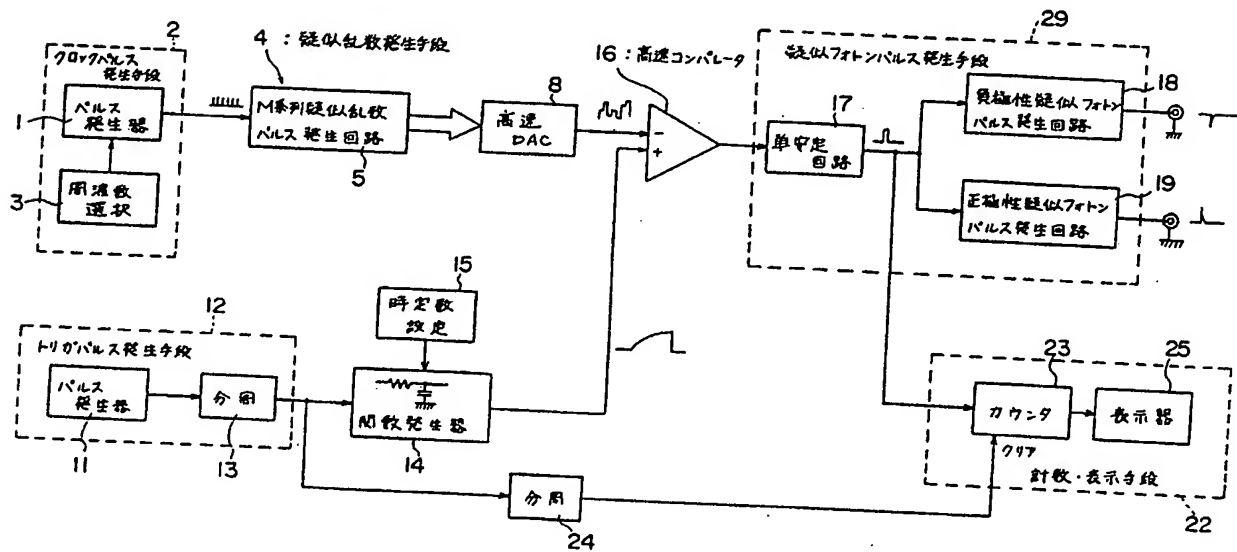 29
2
4：疑似乱数発生手段
16：高速コンパレータ
疑似フォトンパルス発生手段
クロックパルス
発生手段
パルス
発生器
1
周波数
選択
3
M系列疑似乱数
パルス発生回路
5
8
高速
DAC
−
+
17
単安定
回路
負極性疑似フォトン
パルス発生回路
18
正極性疑似フォトン
パルス発生回路
19
15
時定数
設定
12
トリガパルス発生手段
パルス
発生器
11
分周
13
関数発生器
14
分周
24
23
カウンタ
クリア
25
表示器
計数・表示手段
22